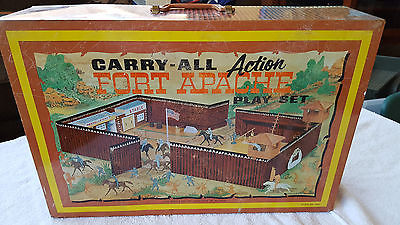 CARRY-ALL Action
FORT APACHE
PLAY SET